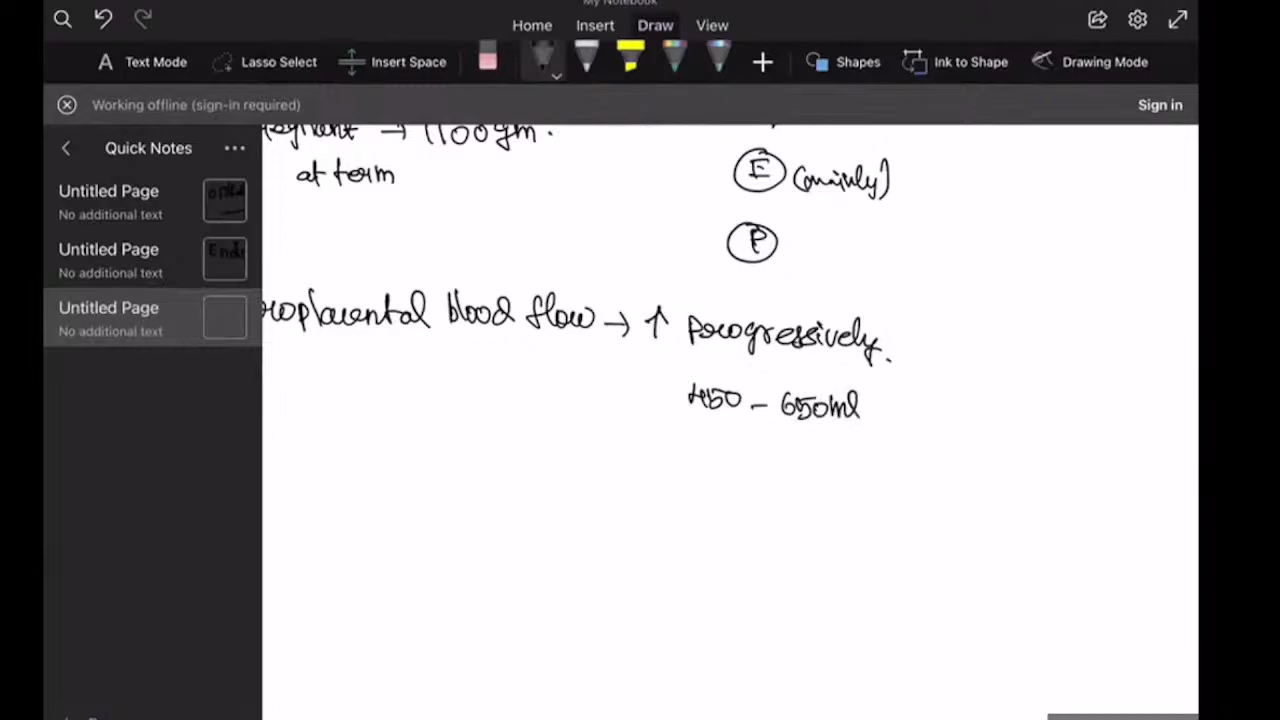 My Notebook
Home Insert Draw View
Text Mode Lasso Select Insert Space Shapes Ink to Shape Drawing Mode
Working offline (sign-in required) Sign in
Quick Notes
Untitled Page
No additional text
Untitled Page
No additional text
Untitled Page
No additional text
→ 1100gm.
at term
E (mainly)
P
roplacental blood flow → ↑ progressively.
450 - 650ml